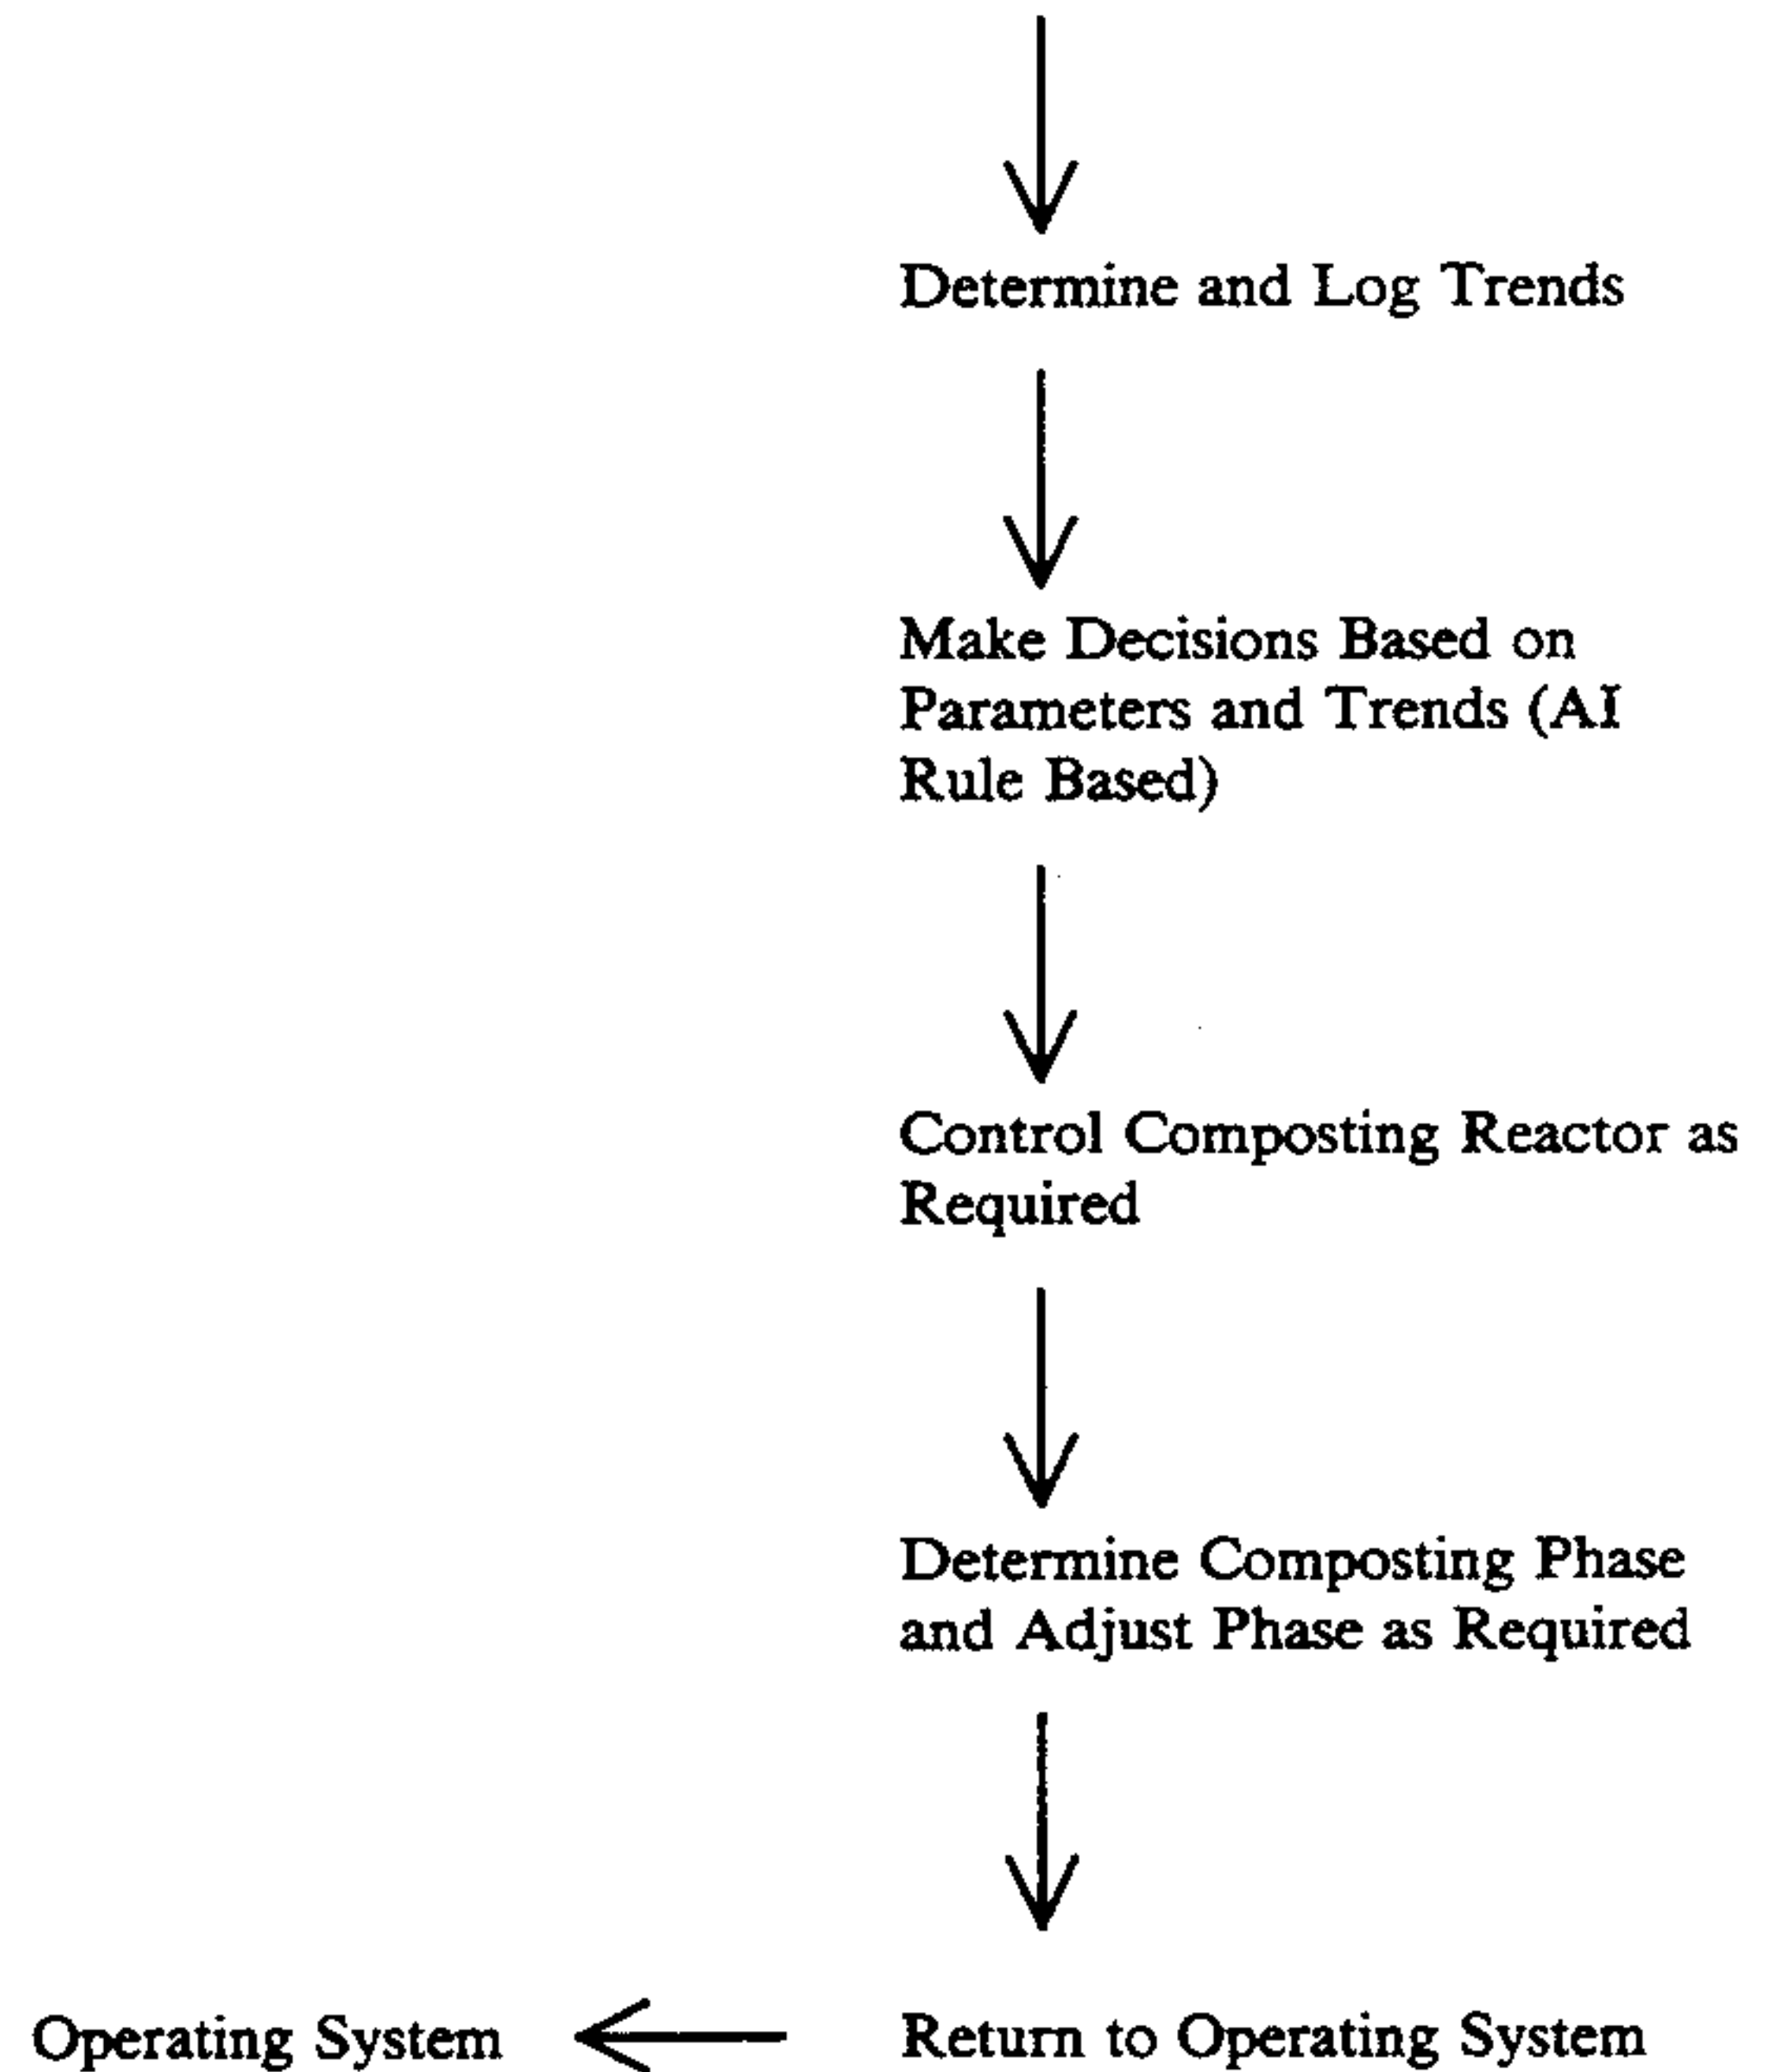 Determine and Log Trends
Make Decisions Based on
Parameters and Trends (AI
Rule Based)
Control Composting Reactor as
Required
Determine Composting Phase
and Adjust Phase as Required
Operating System
Return to Operating System